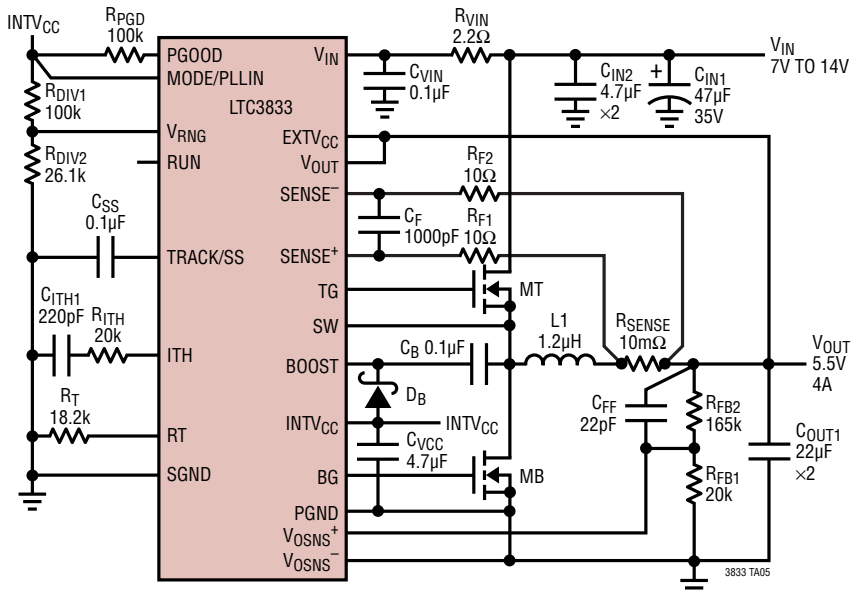 INTVCC
RPGD
100k
RDIV1
100k
RDIV2
26.1k
CSS
0.1µF
CITH1
220pF
RITH
20k
RT
18.2k
PGOOD
MODE/PLLIN
LTC3833
VRNG
RUN
TRACK/SS
ITH
RT
SGND
VIN
EXTVCC
VOUT
SENSE−
SENSE+
TG
SW
BOOST
INTVCC
BG
PGND
VOSNS+
VOSNS−
RVIN
2.2Ω
CVIN
0.1µF
CIN2
4.7µF
×2
+
CIN1
47µF
35V
VIN
7V TO 14V
RF2
10Ω
CF
1000pF
RF1
10Ω
MT
L1
1.2µH
RSENSE
10mΩ
VOUT
5.5V
4A
CB 0.1µF
DB
INTVCC
CVCC
4.7µF
MB
CFF
22pF
RFB2
165k
RFB1
20k
COUT1
22µF
×2
3833 TA05